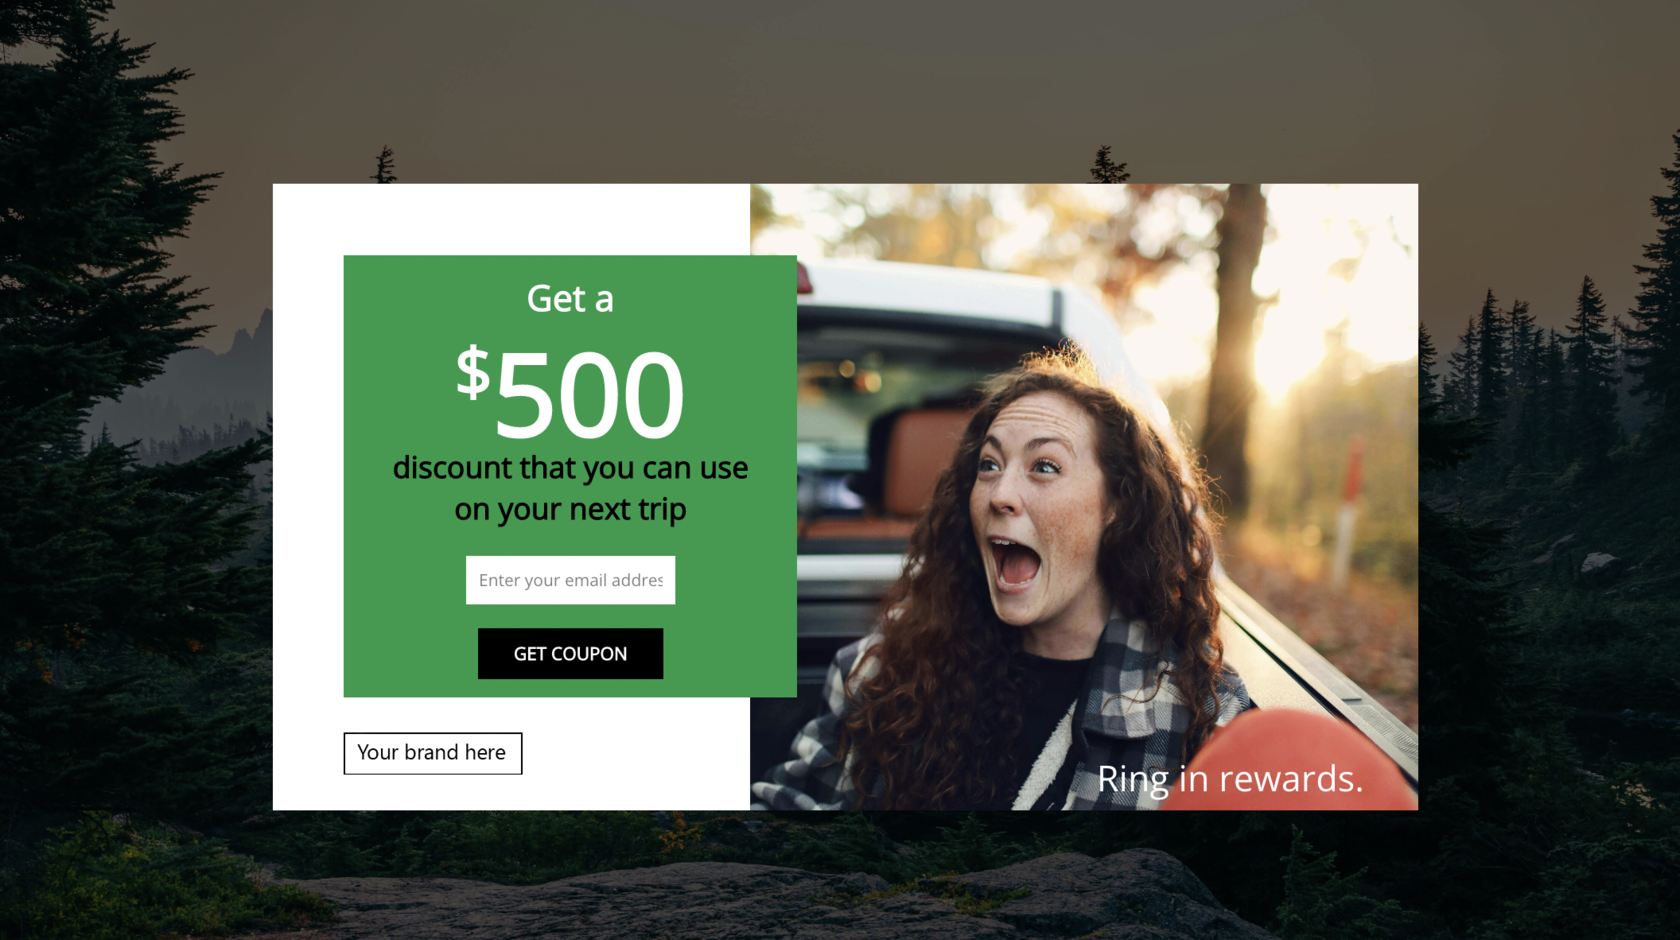 Get a
$500
discount that you can use
on your next trip
Enter your email addres
GET COUPON
Your brand here
Ring in rewards.